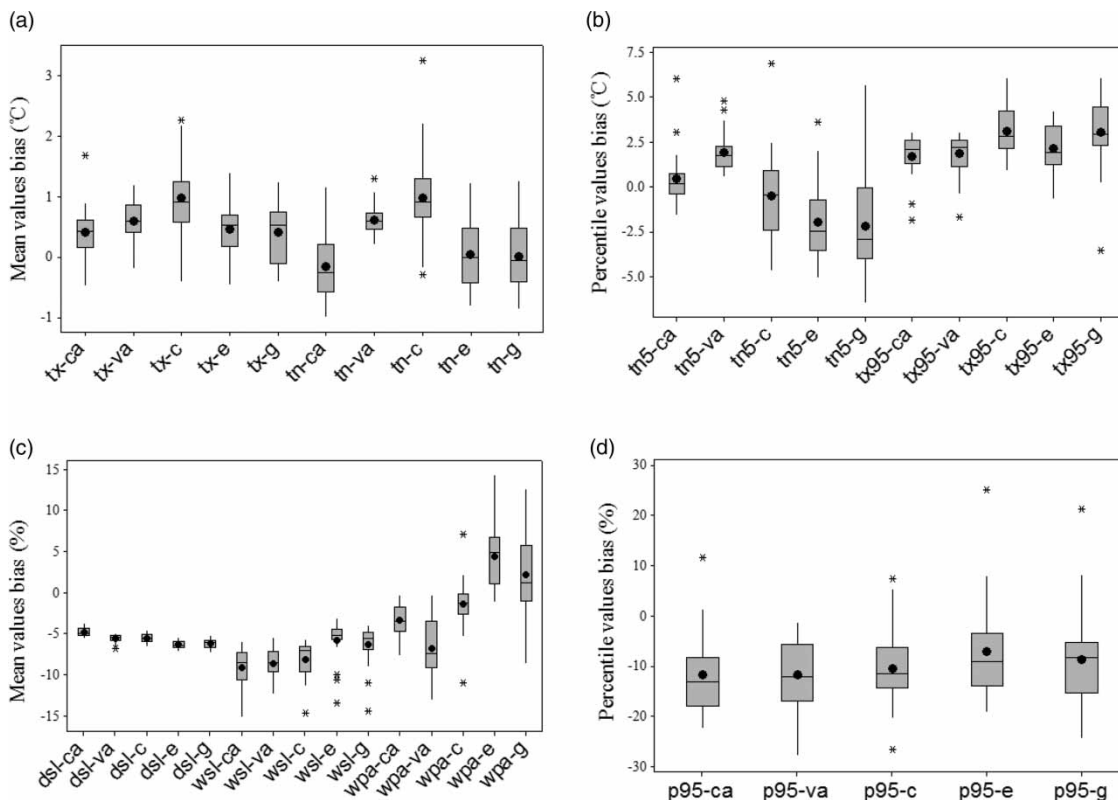 (a)
Mean values bias (℃)
3
2
1
0
-1
tx-ca
tx-va
tx-c
tx-e
tx-g
tn-ca
tn-va
tn-c
tn-e
tn-g
(b)
Percentile values bias (℃)
7.5
5.0
2.5
0.0
-2.5
-5.0
tn5-ca
tn5-va
tn5-c
tn5-e
tn5-g
tx95-ca
tx95-va
tx95-c
tx95-e
tx95-g
(c)
Mean values bias (%)
15
10
5
0
-5
-10
-15
dsl-ca
dsl-va
dsl-c
dsl-e
dsl-g
wsl-ca
wsl-va
wsl-c
wsl-e
wsl-g
wpa-ca
wpa-va
wpa-c
wpa-e
wpa-g
(d)
Percentile values bias (%)
30
20
10
0
-10
-20
-30
p95-ca p95-va p95-c p95-e p95-g